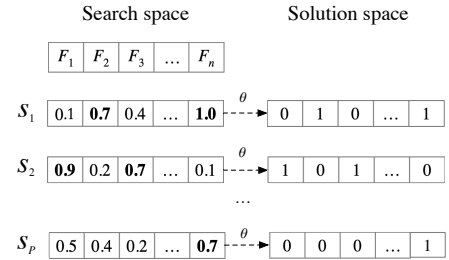 Search space Solution space
F1 F2 F3 ... Fn
θ
S1 0.1 0.7 0.4 ... 1.0 0 1 0 ... 1
θ
S2 0.9 0.2 0.7 ... 0.1 1 0 1 ... 0
...
θ
SP 0.5 0.4 0.2 ... 0.7 0 0 0 ... 1